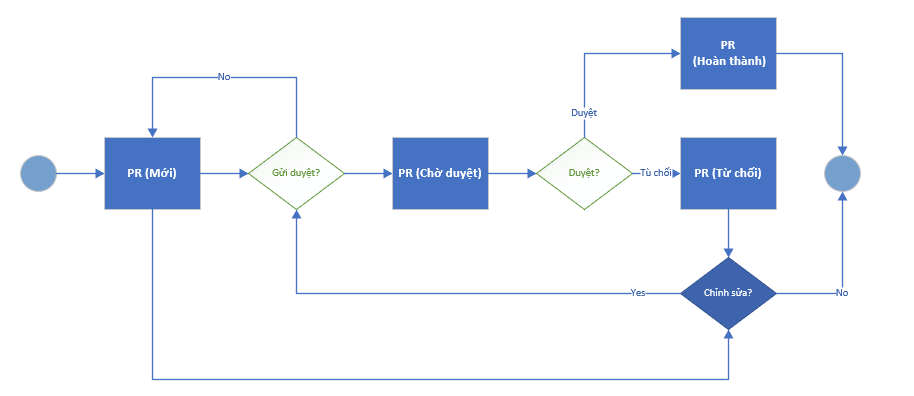 PR
(Hoàn thành)
No
Duyệt
PR (Mới)
Gửi duyệt?
PR (Chờ duyệt)
Duyệt?
Từ chối
PR (Từ chối)
Yes
Chỉnh sửa?
No